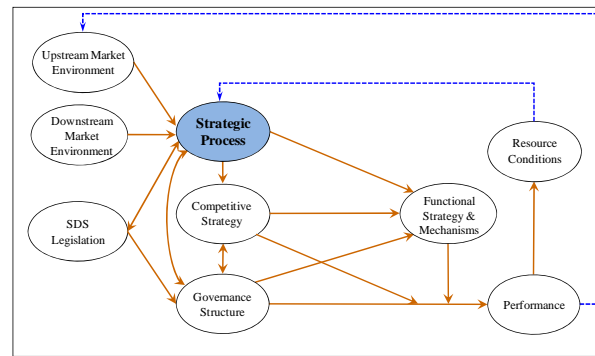 Upstream Market
Environment
Downstream
Market
Environment
Strategic
Process
Resource
Conditions
SDS
Legislation
Competitive
Strategy
Functional
Strategy &
Mechanisms
Governance
Structure
Performance